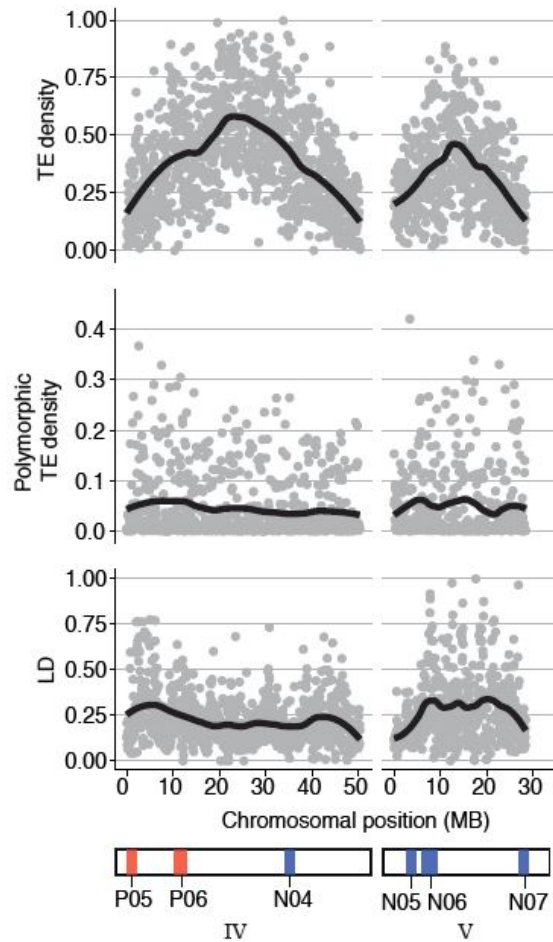 1.00
0.75
0.50
0.25
0.00
TE density
0.4
0.3
0.2
0.1
0.0
Polymorphic
TE density
1.00
0.75
0.50
0.25
0.00
LD
0 10 20 30 40 50 0 10 20 30
Chromosomal position (MB)
P05 P06 N04 N05 N06 N07
IV V